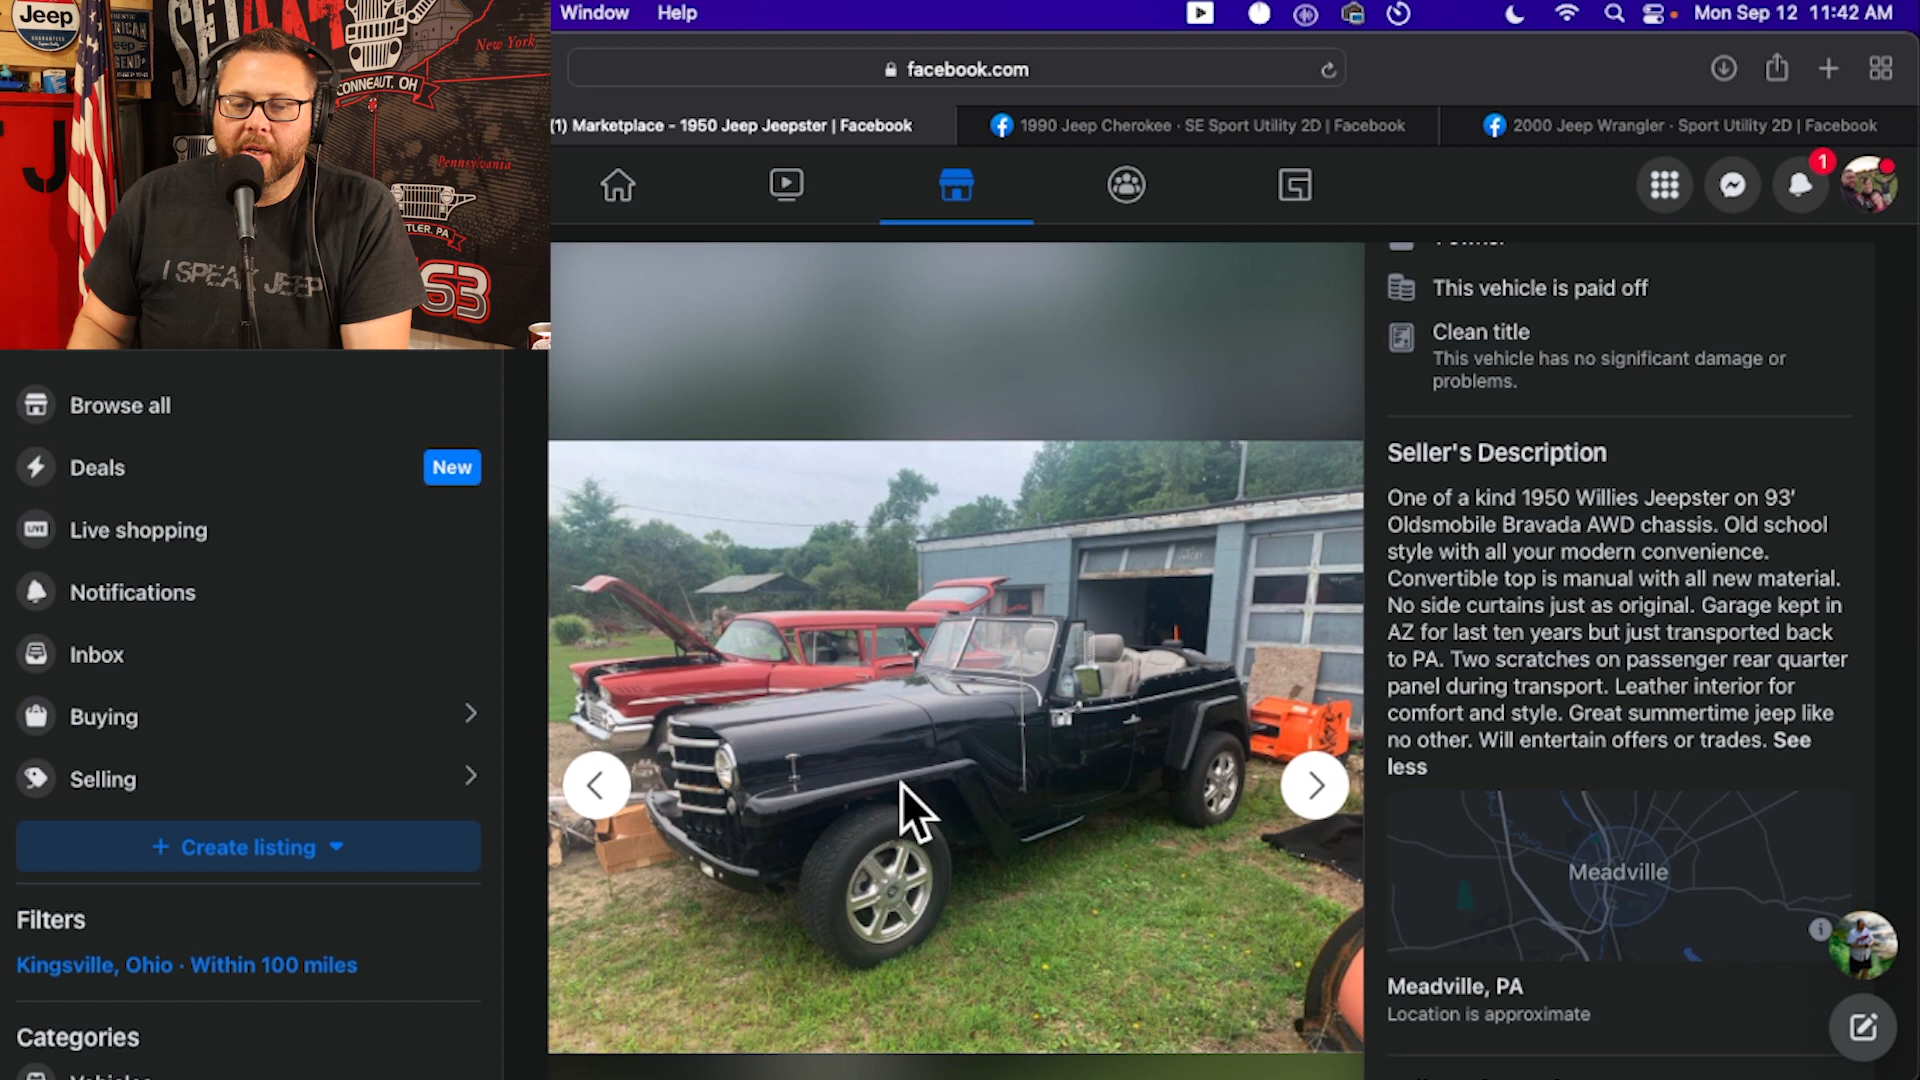 Jeep
New York
CONNEAUT, OH
Pennsylvania
TLER, PA
63
I SPEAK JEEP
Window Help
Mon Sep 12 11:42 AM
facebook.com
(1) Marketplace - 1950 Jeep Jeepster | Facebook
1990 Jeep Cherokee · SE Sport Utility 2D | Facebook
2000 Jeep Wrangler · Sport Utility 2D | Facebook
1
Browse all
Deals
New
LIVE
Live shopping
Notifications
Inbox
Buying
Selling
+ Create listing
Filters
Kingsville, Ohio · Within 100 miles
Categories
This vehicle is paid off
Clean title
This vehicle has no significant damage or
problems.
Seller's Description
One of a kind 1950 Willies Jeepster on 93'
Oldsmobile Bravada AWD chassis. Old school
style with all your modern convenience.
Convertible top is manual with all new material.
No side curtains just as original. Garage kept in
AZ for last ten years but just transported back
to PA. Two scratches on passenger rear quarter
panel during transport. Leather interior for
comfort and style. Great summertime jeep like
no other. Will entertain offers or trades. See
less
Meadville
Meadville, PA
Location is approximate